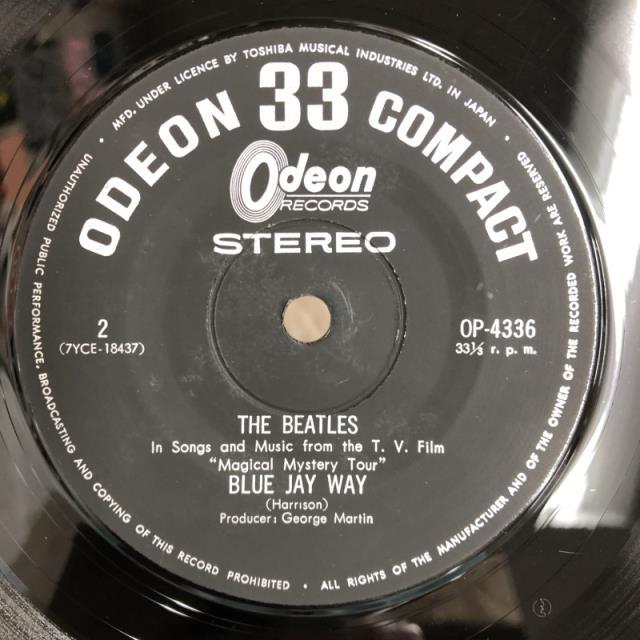 • MFD. UNDER LICENCE BY TOSHIBA MUSICAL INDUSTRIES LTD. IN JAPAN •
ODEON 33 COMPACT
Odeon
RECORDS
STEREO
2
(7YCE-18437)
OP-4336
33⅓ r. p. m.
THE BEATLES
In Songs and Music from the T. V. Film
"Magical Mystery Tour"
BLUE JAY WAY
(Harrison)
Producer: George Martin
UNAUTHORIZED PUBLIC PERFORMANCE, BROADCASTING AND COPYING OF THIS RECORD PROHIBITED • ALL RIGHTS OF THE MANUFACTURER AND OF THE OWNER OF THE RECORDED WORK ARE RESERVED